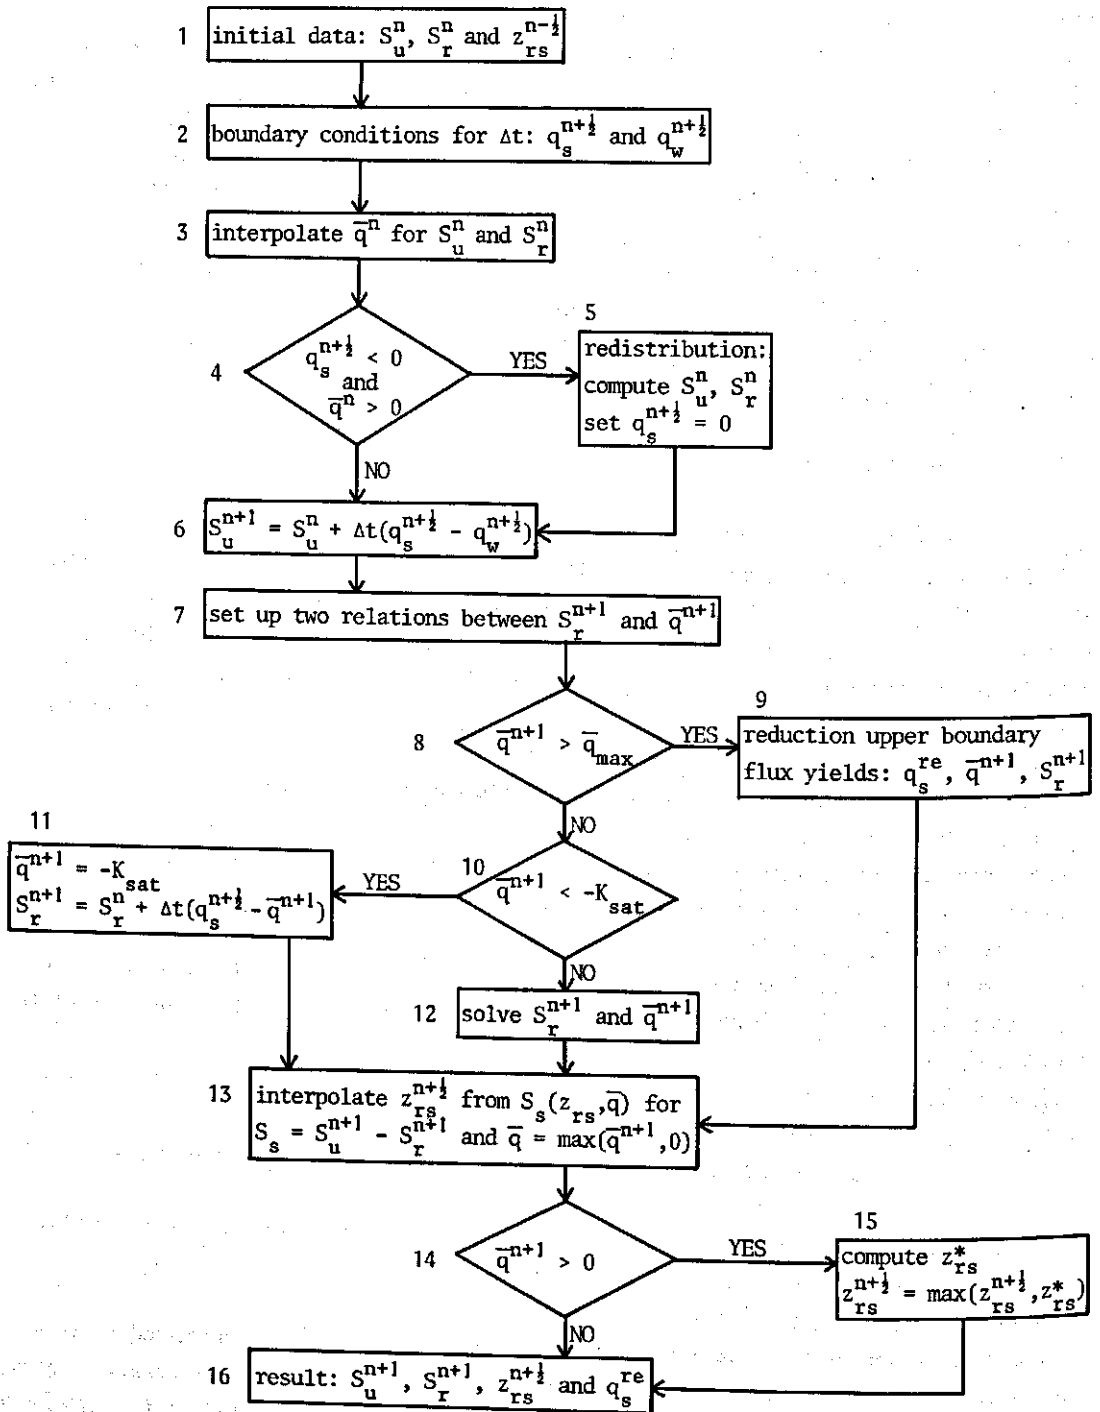 1 initial data: S_u^n, S_r^n and z_rs^{n-½}
2 boundary conditions for Δt: q_s^{n+½} and q_w^{n+½}
3 interpolate q̅^n for S_u^n and S_r^n
4
q_s^{n+½} < 0
and
q̅^n > 0
YES
NO
5
redistribution:
compute S_u^n, S_r^n
set q_s^{n+½} = 0
6 S_u^{n+1} = S_u^n + Δt(q_s^{n+½} - q_w^{n+½})
7 set up two relations between S_r^{n+1} and q̅^{n+1}
8 q̅^{n+1} > q̅_max
YES
NO
9
reduction upper boundary
flux yields: q_s^{re}, q̅^{n+1}, S_r^{n+1}
10 q̅^{n+1} < -K_sat
YES
NO
11
q̅^{n+1} = -K_sat
S_r^{n+1} = S_r^n + Δt(q_s^{n+½} - q̅^{n+1})
12 solve S_r^{n+1} and q̅^{n+1}
13 interpolate z_rs^{n+½} from S_s(z_rs,q̅) for
S_s = S_u^{n+1} - S_r^{n+1} and q̅ = max(q̅^{n+1},0)
14 q̅^{n+1} > 0
YES
NO
15
compute z_rs^*
z_rs^{n+½} = max(z_rs^{n+½},z_rs^*)
16 result: S_u^{n+1}, S_r^{n+1}, z_rs^{n+½} and q_s^{re}